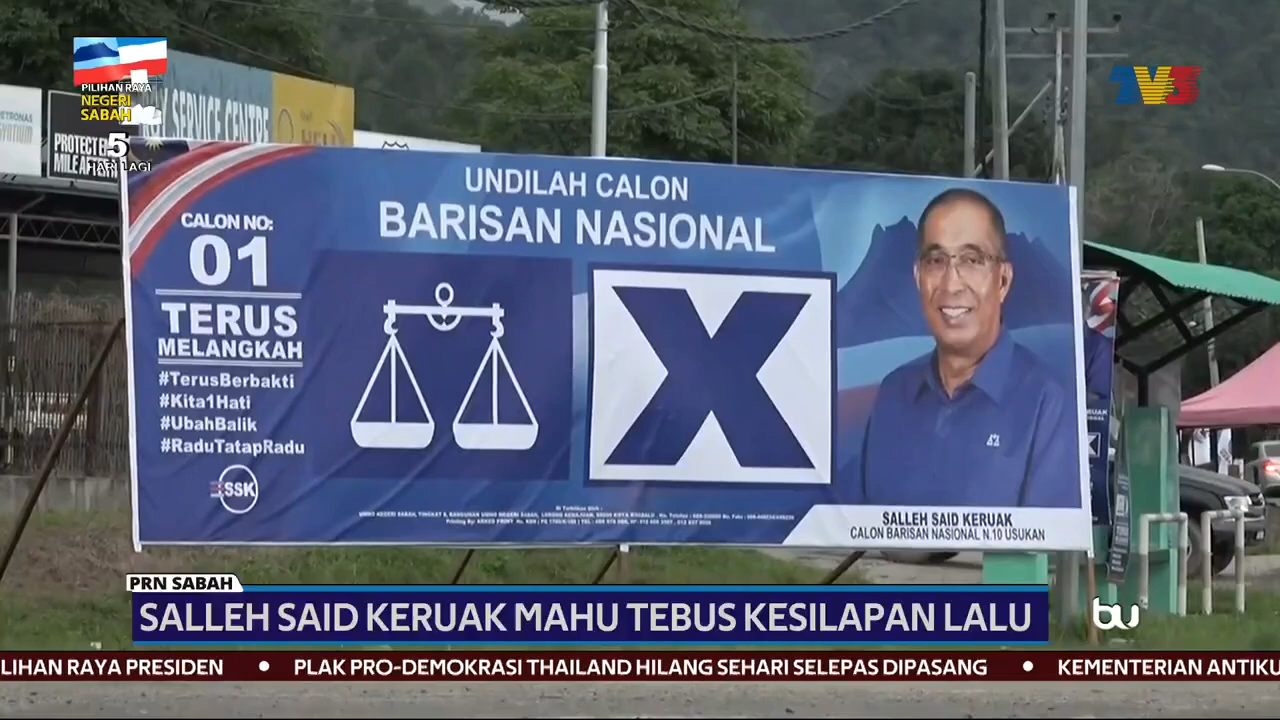 PILIHAN RAYA
NEGERI
SABAH
5
HARI LAGI
TV3
SERVICE CENTRE
UNDILAH CALON
BARISAN NASIONAL
CALON NO:
01
TERUS
MELANGKAH
#TerusBerbakti
#Kita1Hati
#UbahBalik
#RaduTatapRadu
SSK
X
SALLEH SAID KERUAK
CALON BARISAN NASIONAL N.10 USUKAN
PRN SABAH
SALLEH SAID KERUAK MAHU TEBUS KESILAPAN LALU
bu
LIHAN RAYA PRESIDEN • PLAK PRO-DEMOKRASI THAILAND HILANG SEHARI SELEPAS DIPASANG • KEMENTERIAN ANTIKU